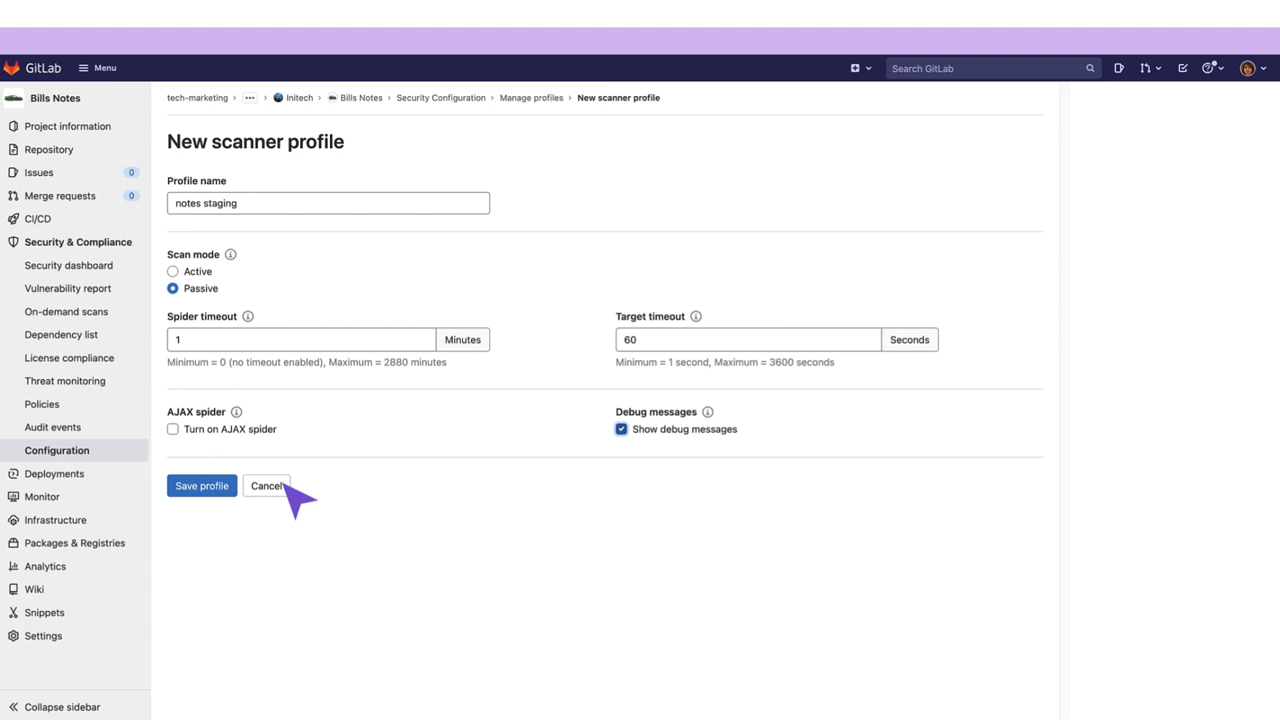 GitLab
Menu
Search GitLab
Bills Notes
Project information
Repository
Issues 0
Merge requests 0
CI/CD
Security & Compliance
Security dashboard
Vulnerability report
On-demand scans
Dependency list
License compliance
Threat monitoring
Policies
Audit events
Configuration
Deployments
Monitor
Infrastructure
Packages & Registries
Analytics
Wiki
Snippets
Settings
Collapse sidebar
tech-marketing › ... › Initech › Bills Notes › Security Configuration › Manage profiles › New scanner profile
New scanner profile
Profile name
notes staging
Scan mode
Active
Passive
Spider timeout
1 Minutes
Minimum = 0 (no timeout enabled), Maximum = 2880 minutes
Target timeout
60 Seconds
Minimum = 1 second, Maximum = 3600 seconds
AJAX spider
Turn on AJAX spider
Debug messages
Show debug messages
Save profile
Cancel